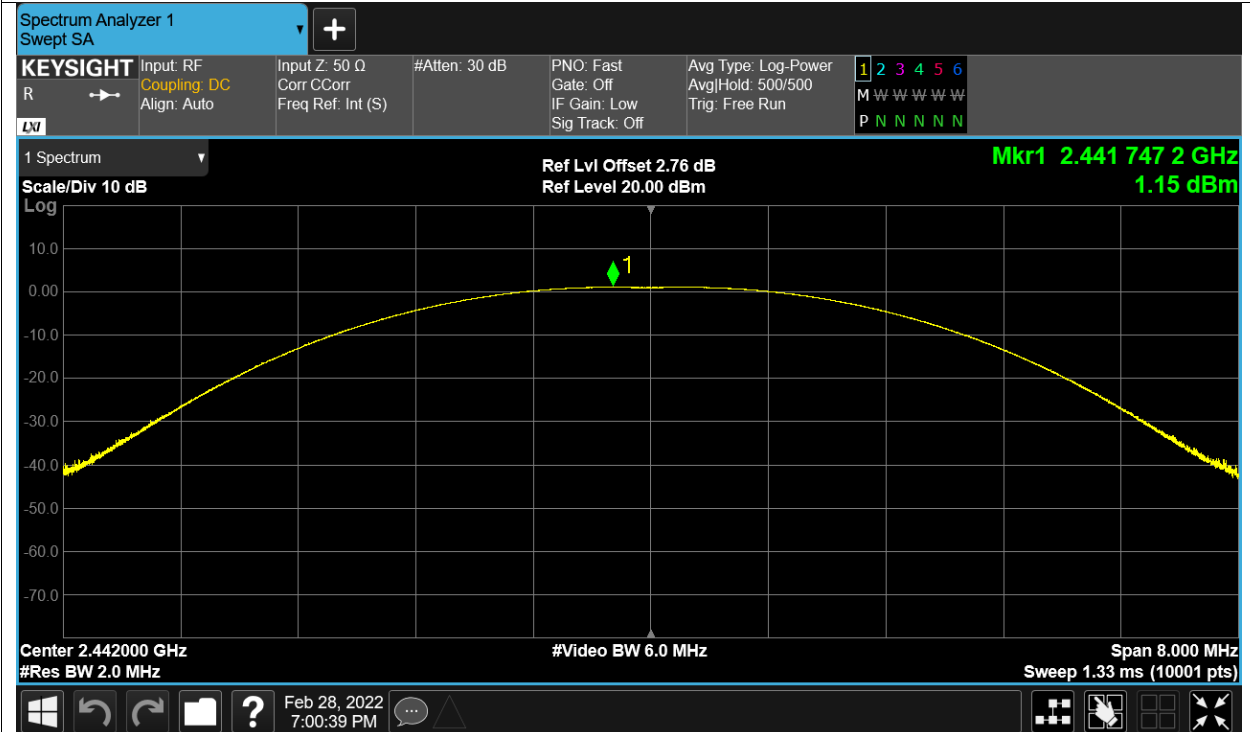 Spectrum Analyzer 1
Swept SA
+
KEYSIGHT
R
LXI
Input: RF
Coupling: DC
Align: Auto
Input Z: 50 Ω
Corr CCorr
Freq Ref: Int (S)
#Atten: 30 dB
PNO: Fast
Gate: Off
IF Gain: Low
Sig Track: Off
Avg Type: Log-Power
Avg|Hold: 500/500
Trig: Free Run
1 2 3 4 5 6
M W W W W W
P N N N N N
1 Spectrum
Scale/Div 10 dB
Log
Ref Lvl Offset 2.76 dB
Ref Level 20.00 dBm
Mkr1 2.441 747 2 GHz
1.15 dBm
1
10.0
0.00
-10.0
-20.0
-30.0
-40.0
-50.0
-60.0
-70.0
Center 2.442000 GHz
#Res BW 2.0 MHz
#Video BW 6.0 MHz
Span 8.000 MHz
Sweep 1.33 ms (10001 pts)
?
Feb 28, 2022
7:00:39 PM